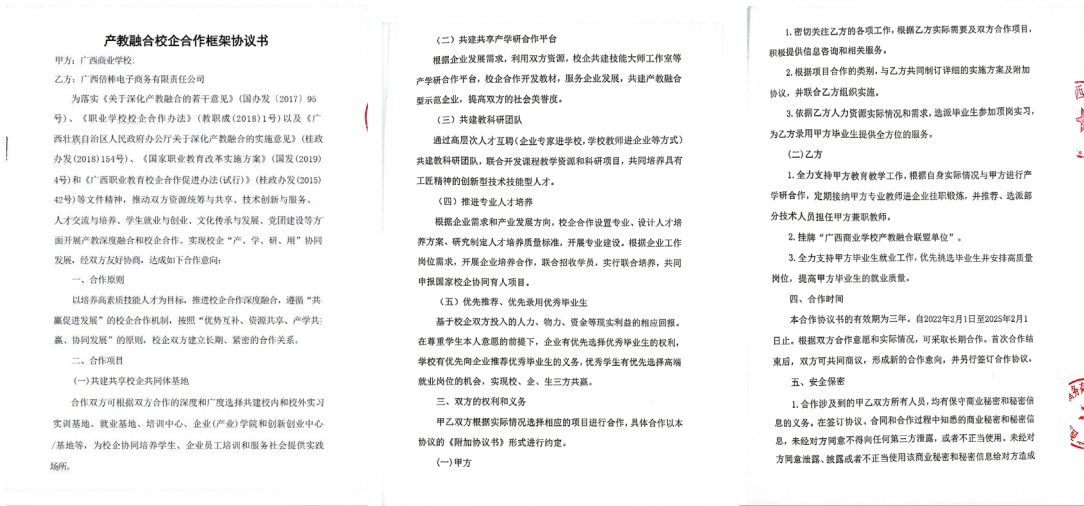 产教融合校企合作框架协议书
甲方：广西商业学校
乙方：广西倍棒电子商务有限责任公司
为落实《关于深化产教融合的若干意见》(国办发〔2017〕95
号)、《职业学校校企合作办法》(教职成(2018)1号)以及《广
西壮族自治区人民政府办公厅关于深化产教融合的实施意见》(桂政
办发(2018)154号)、《国家职业教育改革实施方案》(国发(2019)
4号)和《广西职业教育校企合作促进办法(试行)》(桂政办发(2015)
42号)等文件精神，推动双方资源统筹与共享、技术创新与服务、
人才交流与培养、学生就业与创业、文化传承与发展、党团建设等方
面开展产教深度融合和校企合作。实现校企“产、学、研、用”协同
发展，经双方友好协商，达成如下合作意向：
一、合作原则
以培养高素质技能人才为目标，推进校企合作深度融合，遵循“共
赢促进发展”的校企合作机制，按照“优势互补、资源共享、产学共
赢、协同发展”的原则，校企双方建立长期、紧密的合作关系。
二、合作项目
(一)共建共享校企共同体基地
合作双方可根据双方合作的深度和广度选择共建校内和校外实习
实训基地、就业基地、培训中心、企业(产业)学院和创新创业中心
/基地等，为校企协同培养学生、企业员工培训和服务社会提供实践
场所。
（二）共建共享产学研合作平台
根据企业发展需求，利用双方资源，校企共建技能大师工作室等
产学研合作平台，校企合作开发教材，服务企业发展，共建产教融合
型示范企业，提高双方的社会美誉度。
（三）共建教科研团队
通过高层次人才互聘(企业专家进学校,学校教师进企业等方式)
共建教科研团队，联合开发课程教学资源和科研项目，共同培养具有
工匠精神的创新型技术技能型人才。
（四）推进专业人才培养
根据企业需求和产业发展方向，校企合作设置专业、设计人才培
养方案、研究制定人才培养质量标准，开展专业建设。根据企业工作
岗位需求，开展企业培养合作，联合招收学员，实行联合培养，共同
申报国家校企协同育人项目。
（五）优先推荐、优先录用优秀毕业生
基于校企双方投入的人力、物力、资金等现实利益的相应回报。
在尊重学生本人意愿的前提下，企业有优先选择优秀毕业生的权利，
学校有优先向企业推荐优秀毕业生的义务，优秀学生有优先选择高端
就业岗位的机会，实现校、企、生三方共赢。
三、双方的权利和义务
甲乙双方根据实际情况选择相应的项目进行合作，具体合作以本
协议的《附加协议书》形式进行约定。
(一)甲方
1.密切关注乙方的各项工作，根据乙方实际需要及双方合作项目，
积极提供信息咨询和相关服务。
2.根据项目合作的类别，与乙方共同制订详细的实施方案及附加
协议，并联合乙方组织实施。
3.依据乙方人力资源实际情况和需求，选派毕业生参加顶岗实习，
为乙方录用甲方毕业生提供全方位的服务。
(二)乙方
1.全力支持甲方教育教学工作，根据自身实际情况与甲方进行产
学研合作，定期接纳甲方专业教师进企业挂职锻炼，并推荐、选派部
分技术人员担任甲方兼职教师。
2.挂牌“广西商业学校产教融合联盟单位”。
3.全力支持甲方毕业生就业工作，优先挑选毕业生并安排高质量
岗位，提高甲方毕业生的就业质量。
四、合作时间
本合作协议书的有效期为三年。自2022年2月1日至2025年2月1
日止。根据双方合作意愿和实际情况，可采取长期合作。首次合作结
束后，双方可共同商议，形成新的合作意向，并另行签订合作协议。
五、安全保密
1.合作涉及到的甲乙双方所有人员，均有保守商业秘密和秘密信
息的义务。在签订协议、合同和合作过程中知悉的商业秘密和秘密信
息，未经对方同意不得向任何第三方泄露，或者不正当使用。未经对
方同意泄露、披露或者不正当使用该商业秘密和秘密信息给对方造成